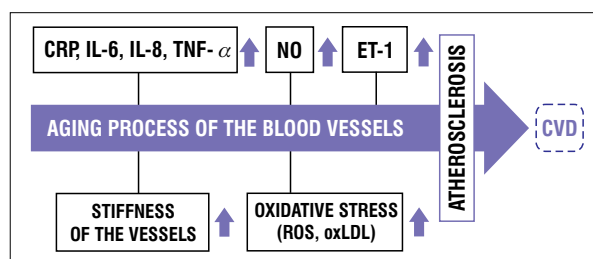 CRP, IL-6, IL-8, TNF- α
NO
ET-1
AGING PROCESS OF THE BLOOD VESSELS
ATHEROSCLEROSIS
CVD
STIFFNESS
OF THE VESSELS
OXIDATIVE STRESS
(ROS, oxLDL)